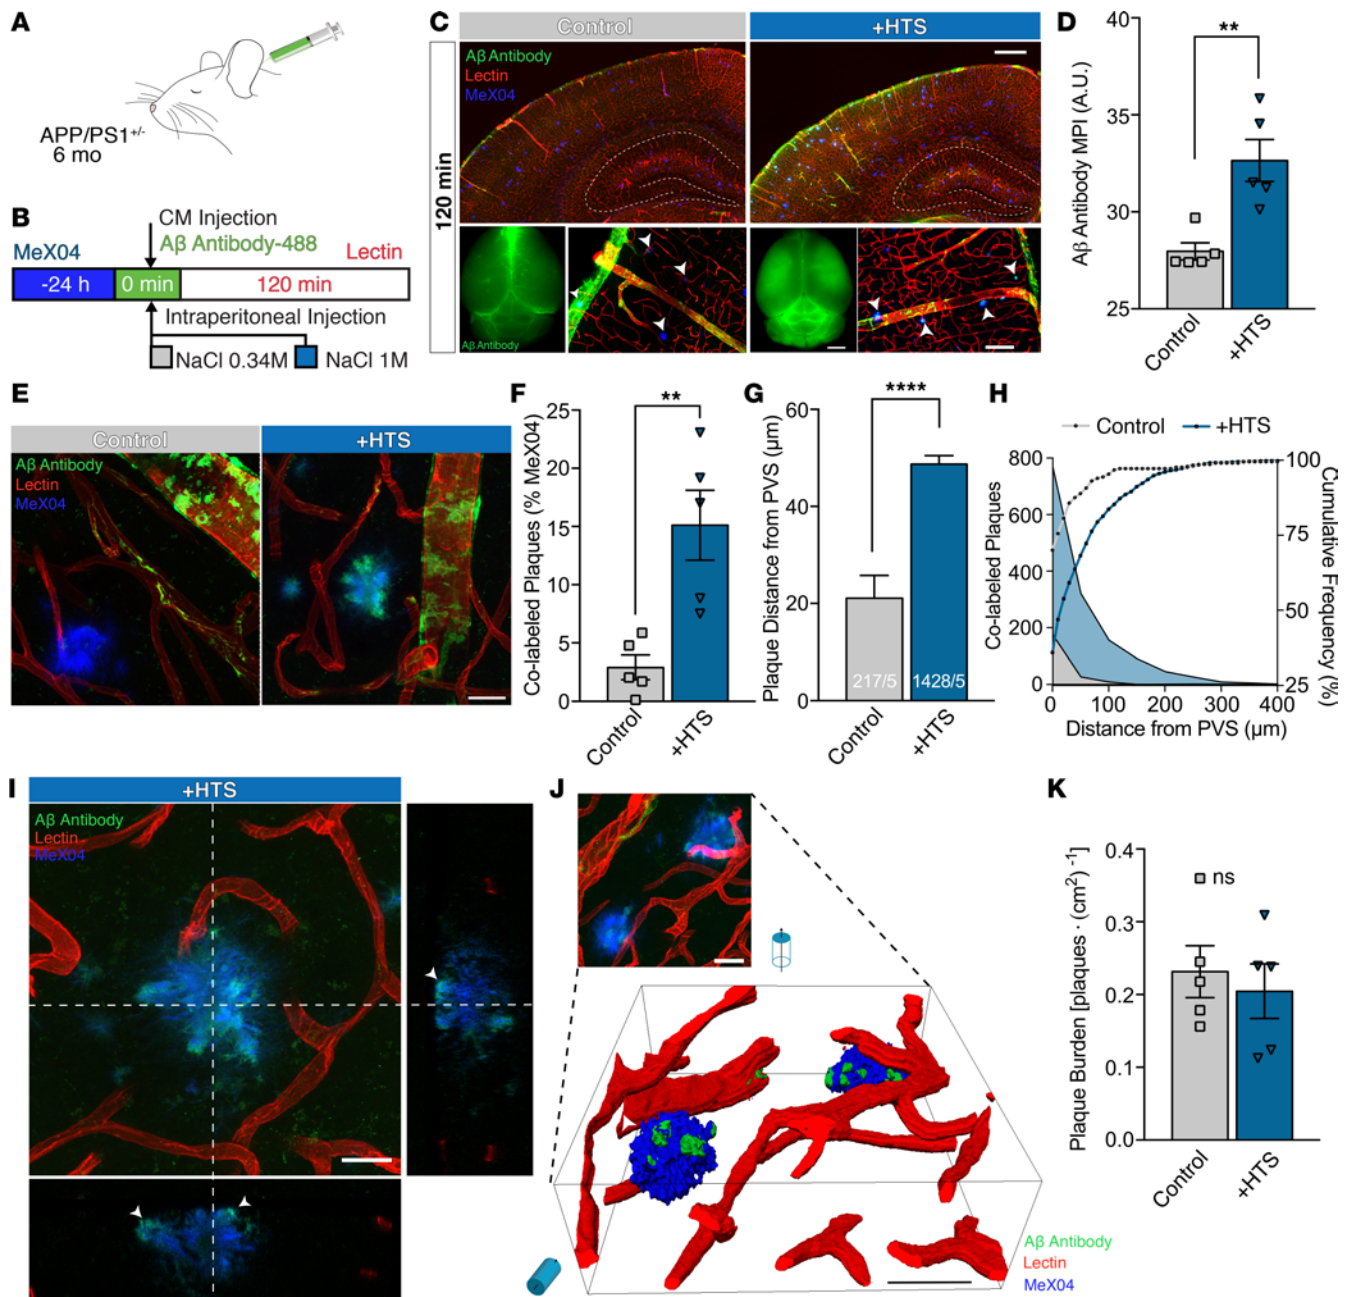 A
APP/PS1+/-
6 mo
B
CM Injection
MeX04
Aβ Antibody-488
Lectin
-24 h
0 min
120 min
Intraperitoneal Injection
NaCl 0.34M
NaCl 1M
C
Control
+HTS
120 min
Aβ Antibody
Lectin
MeX04
Aβ Antibody
D
Aβ Antibody MPI (A.U.)
40
35
30
25
**
Control
+HTS
E
Control
+HTS
Aβ Antibody
Lectin
MeX04
F
Co-labeled Plaques (% MeX04)
25
20
15
10
5
0
**
Control
+HTS
G
Plaque Distance from PVS (µm)
60
40
20
0
****
217/5
1428/5
Control
+HTS
H
Control
+HTS
Co-labeled Plaques
800
600
400
200
0
100
75
50
25
Cumulative Frequency (%)
0
100
200
300
400
Distance from PVS (µm)
I
+HTS
Aβ Antibody
Lectin
MeX04
J
Aβ Antibody
Lectin
MeX04
K
Plaque Burden [plaques · (cm²)⁻¹]
0.4
0.3
0.2
0.1
0.0
ns
Control
+HTS